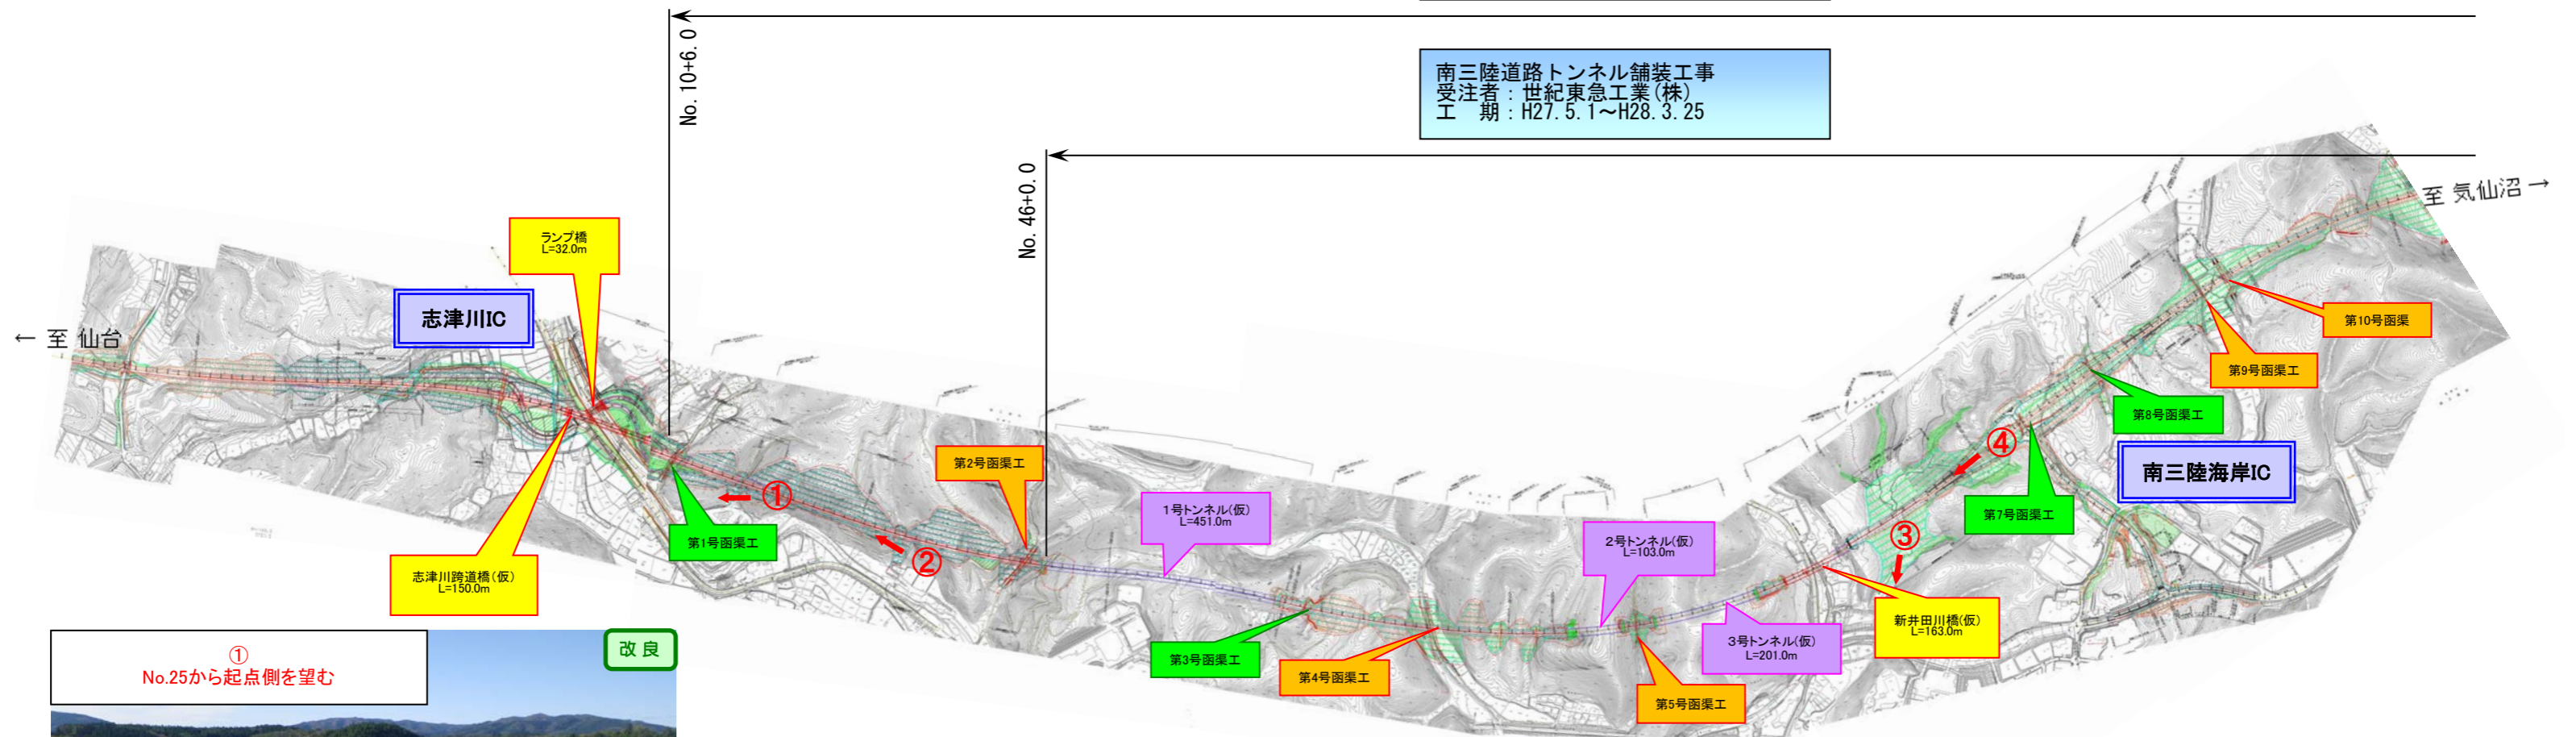 No. 10+6.0
南三陸道路トンネル舗装工事
受注者：世紀東急工業(株)
工　期：H27.5.1～H28.3.25
No. 46+0.0
至 気仙沼 →
ランプ橋
L=32.0m
志津川IC
← 至 仙台
第10号函渠
第9号函渠工
第8号函渠工
④
南三陸海岸IC
第2号函渠工
①
第7号函渠工
1号トンネル(仮)
L=451.0m
③
第1号函渠工
2号トンネル(仮)
L=103.0m
②
志津川跨道橋(仮)
L=150.0m
新井田川橋(仮)
L=163.0m
3号トンネル(仮)
L=201.0m
第3号函渠工
第4号函渠工
第5号函渠工
①
No.25から起点側を望む
改良